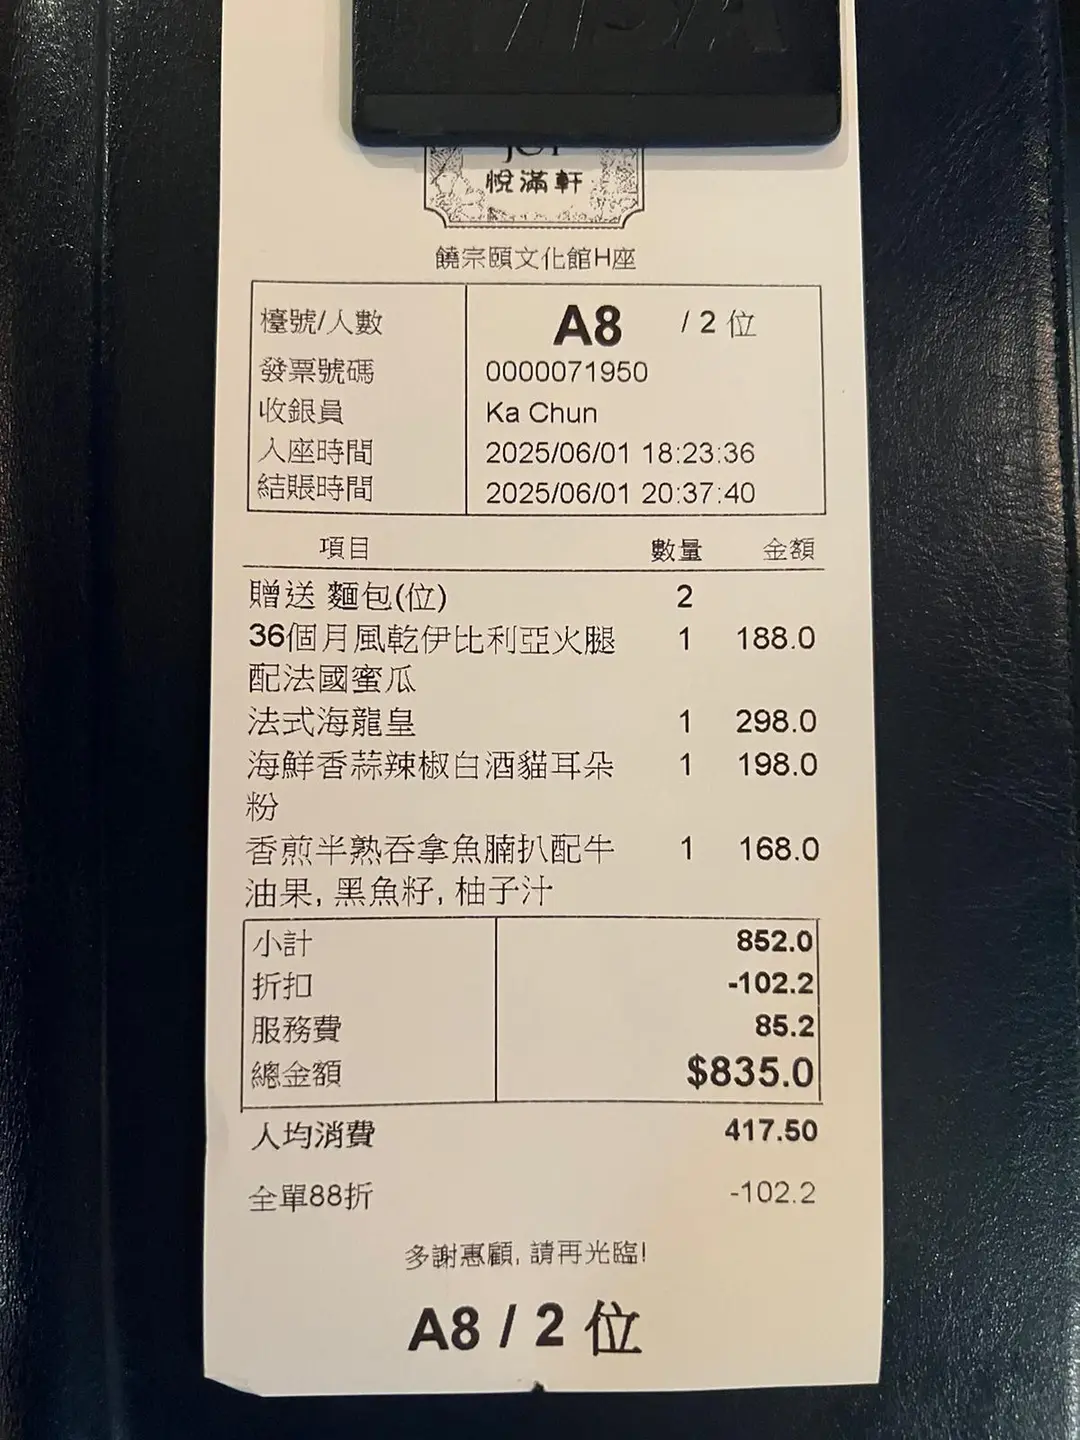 悅滿軒
饒宗頤文化館H座
檯號/人數 A8 / 2 位
發票號碼 0000071950
收銀員 Ka Chun
入座時間 2025/06/01 18:23:36
結賬時間 2025/06/01 20:37:40
項目 數量 金額
贈送 麵包(位) 2
36個月風乾伊比利亞火腿 1 188.0
配法國蜜瓜
法式海龍皇 1 298.0
海鮮香蒜辣椒白酒貓耳朵 1 198.0
粉
香煎半熟吞拿魚腩扒配牛 1 168.0
油果, 黑魚籽, 柚子汁
小計 852.0
折扣 -102.2
服務費 85.2
總金額 $835.0
人均消費 417.50
全單88折 -102.2
多謝惠顧, 請再光臨!
A8 / 2 位